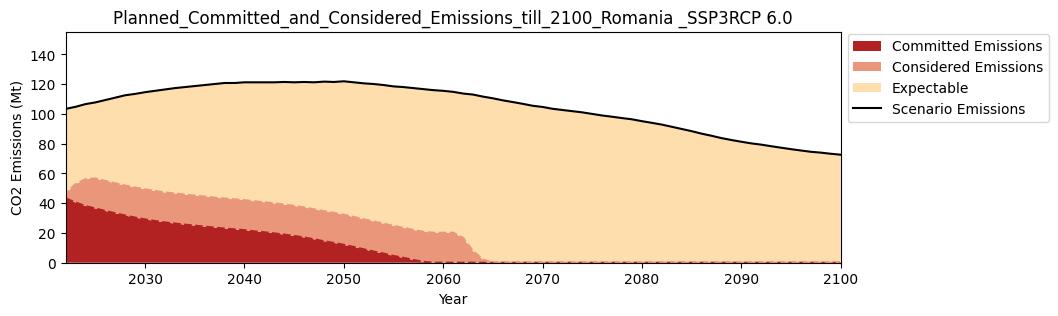 Planned_Committed_and_Considered_Emissions_till_2100_Romania _SSP3RCP 6.0
Committed Emissions
Considered Emissions
Expectable
Scenario Emissions
CO2 Emissions (Mt)
140
120
100
80
60
40
20
0
2030 2040 2050 2060 2070 2080 2090 2100
Year